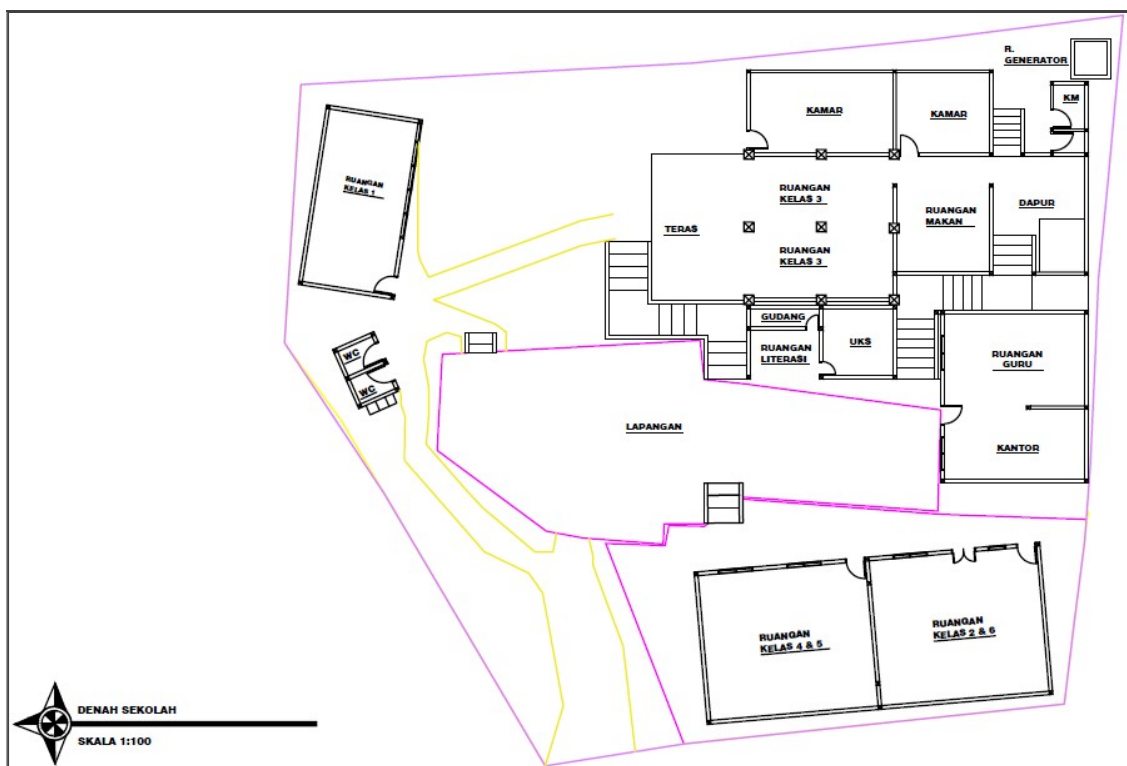 R.
GENERATOR
KM
KAMAR
KAMAR
RUANGAN
KELAS 1
RUANGAN
KELAS 3
DAPUR
RUANGAN
MAKAN
TERAS
RUANGAN
KELAS 3
GUDANG
RUANGAN
LITERASI
UKS
RUANGAN
GURU
WC
WC
LAPANGAN
KANTOR
RUANGAN
KELAS 4 & 5
RUANGAN
KELAS 2 & 6
DENAH SEKOLAH
SKALA 1:100